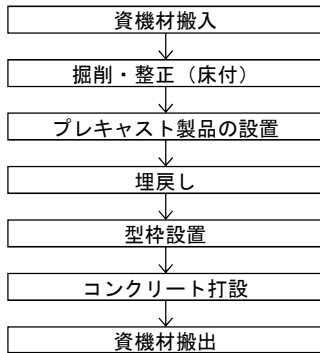 資機材搬入
掘削・整正（床付）
プレキャスト製品の設置
埋戻し
型枠設置
コンクリート打設
資機材搬出